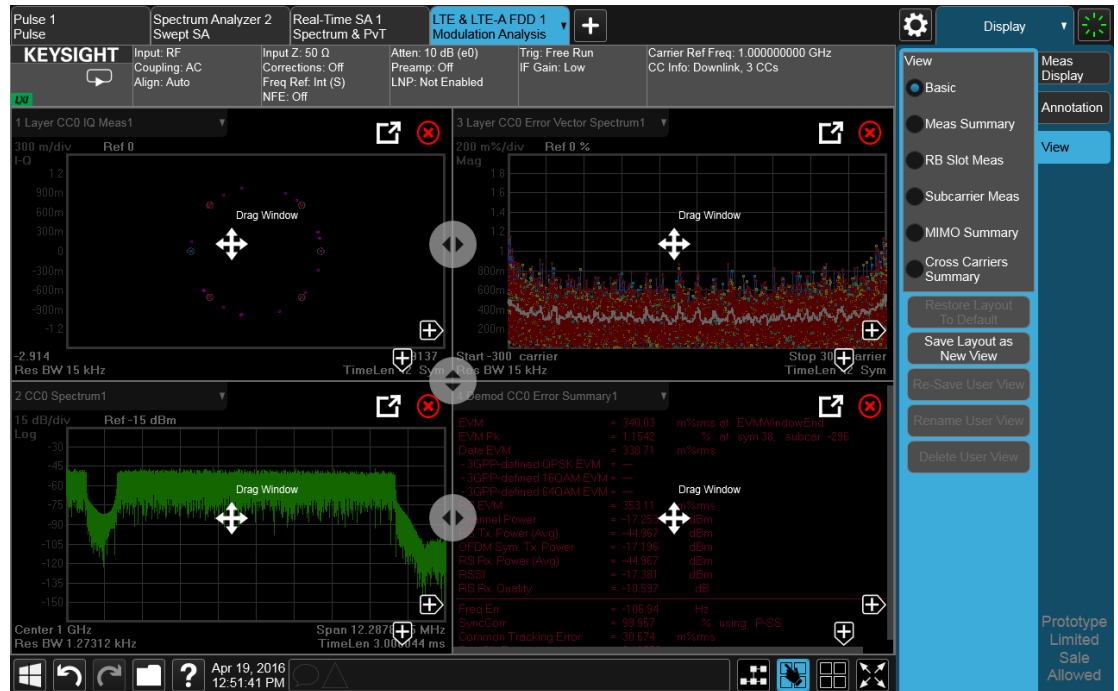 Pulse 1
Pulse
Spectrum Analyzer 2
Swept SA
Real-Time SA 1
Spectrum & PvT
LTE & LTE-A FDD 1
Modulation Analysis
Display
KEYSIGHT
LXI
Input: RF
Coupling: AC
Align: Auto
Input Z: 50 Ω
Corrections: Off
Freq Ref: Int (S)
NFE: Off
Atten: 10 dB (e0)
Preamp: Off
LNP: Not Enabled
Trig: Free Run
IF Gain: Low
Carrier Ref Freq: 1.000000000 GHz
CC Info: Downlink, 3 CCs
1 Layer CC0 IQ Meas1
300 m/div Ref 0
I-Q
1.2
900m
600m
300m
0
-300m
-600m
-900m
-1.2
Drag Window
-2.914
Res BW 15 kHz
3 Layer CC0 Error Vector Spectrum1
200 m%/div Ref 0 %
Mag
1.8
1.6
1.4
1.2
1
800m
600m
400m
200m
Drag Window
Start -300 carrier
Res BW 15 kHz
2 CC0 Spectrum1
15 dB/div Ref -15 dBm
Log
-30
-45
-60
-75
-90
-105
-120
-135
-150
Drag Window
Center 1 GHz
Res BW 1.27312 kHz
4 Demod CC0 Error Summary1
EVM = 340.03 m%rms at EVMWindowEnd
EVM Pk = 1.1542 % at sym 38, subcar -296
Data EVM = 338.71 m%rms
-3GPP-defined QPSK EVM = —
-3GPP-defined 16QAM EVM = —
-3GPP-defined 64QAM EVM = —
EVM = 353.11 m%rms
Power = -17.253 dBm
Tx. Power (Avg) = -44.967 dBm
OFDM Sym. Tx. Power = -17.196 dBm
RS Rx. Power (Avg) = -44.967 dBm
RSSI = -17.381 dBm
RS Rx. Quality = -10.597 dB
Freq Err = -106.94 Hz
SyncCorr = 99.957 % using P-SS
Common Tracking Error = 30.674 m%rms
Drag Window
View
Basic
Meas Summary
RB Slot Meas
Subcarrier Meas
MIMO Summary
Cross Carriers
Summary
Restore Layout
To Default
Save Layout as
New View
Re-Save User View
Rename User View
Delete User View
Meas
Display
Annotation
View
Prototype
Limited
Sale
Allowed
Apr 19, 2016
12:51:41 PM